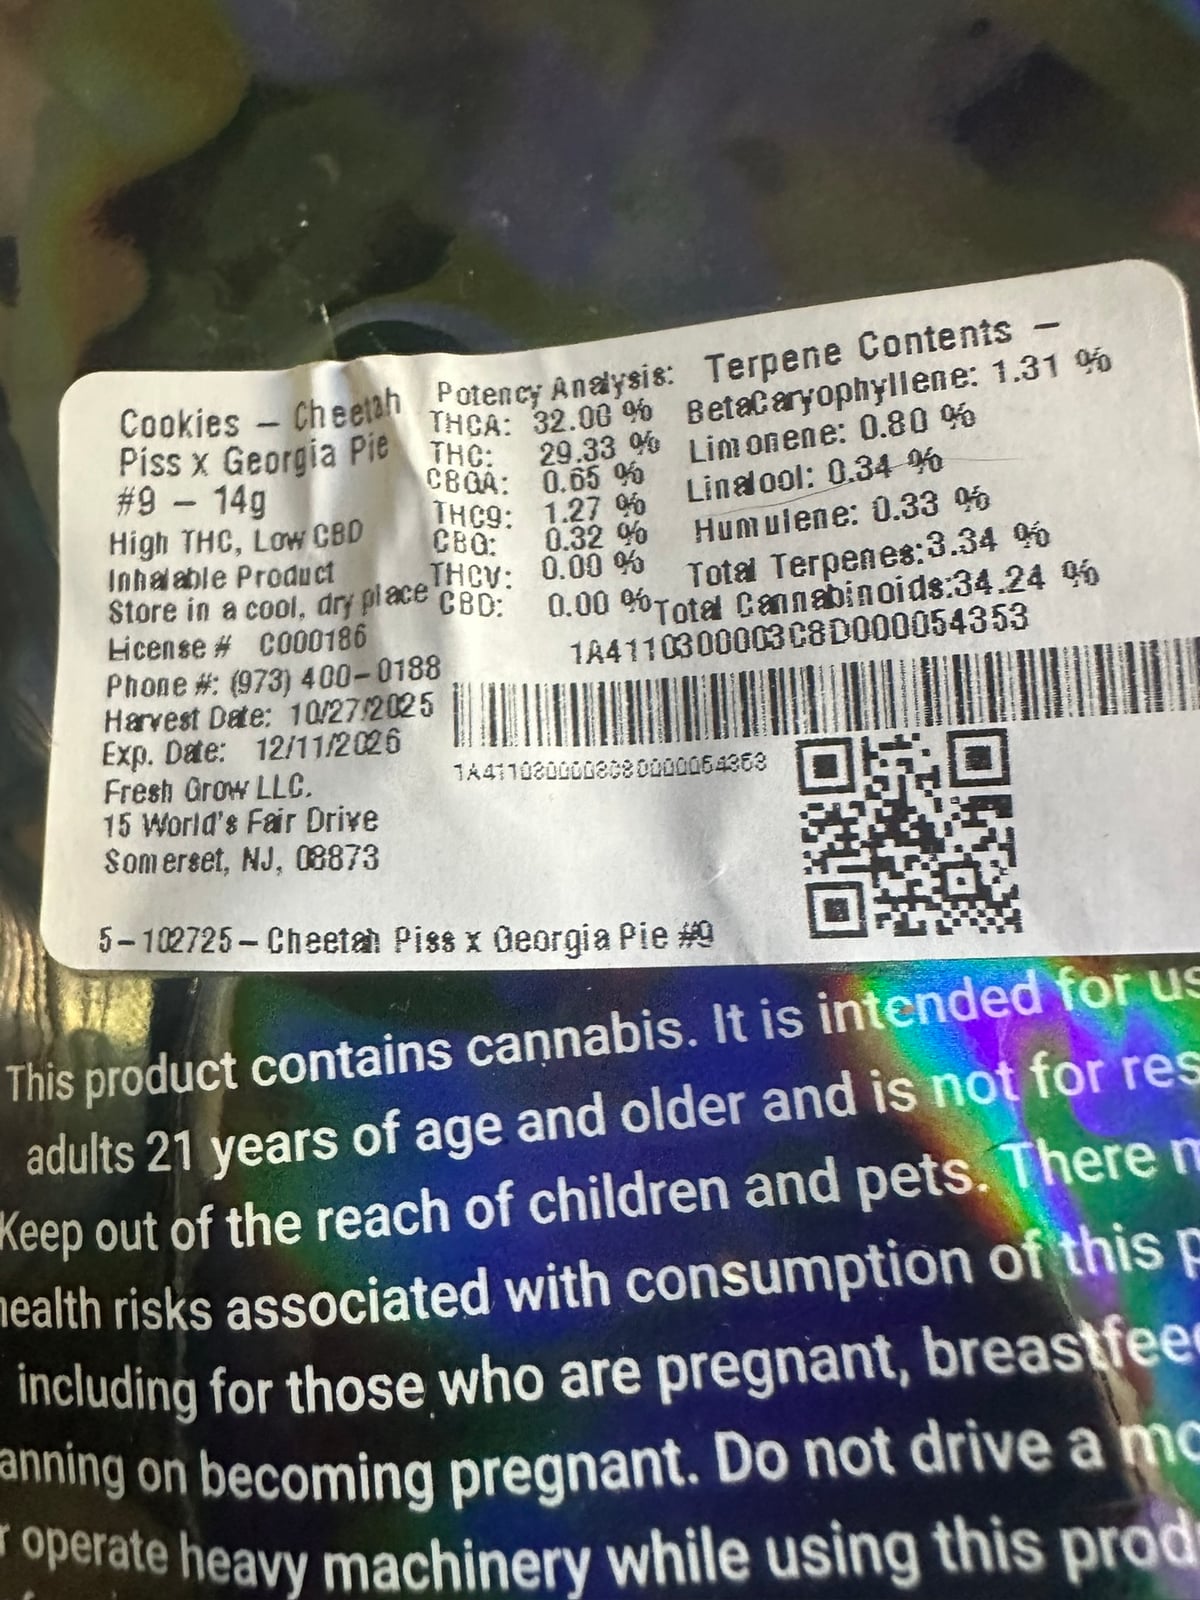 Cookies – Cheetah
Piss x Georgia Pie
#9 – 14g
High THC, Low CBD
Inhalable Product
Store in a cool, dry place
License # C000186
Phone #: (973) 400-0188
Harvest Date: 10/27/2025
Exp. Date: 12/11/2026
Fresh Grow LLC.
15 World's Fair Drive
Somerset, NJ, 08873
Potency Analysis:
THCA: 32.00 %
THC: 29.33 %
CBGA: 0.65 %
THC9: 1.27 %
CBG: 0.32 %
THCV: 0.00 %
CBD: 0.00 %
Terpene Contents –
BetaCaryophyllene: 1.31 %
Limonene: 0.80 %
Linalool: 0.34 %
Humulene: 0.33 %
Total Terpenes:3.34 %
Total Cannabinoids:34.24 %
1A4110300003C8D000054353
5-102725- Cheetah Piss x Georgia Pie #9
This product contains cannabis. It is intended for us
adults 21 years of age and older and is not for res
Keep out of the reach of children and pets. There
health risks associated with consumption of this p
including for those who are pregnant, breastfee
anning on becoming pregnant. Do not drive a mo
r operate heavy machinery while using this prod